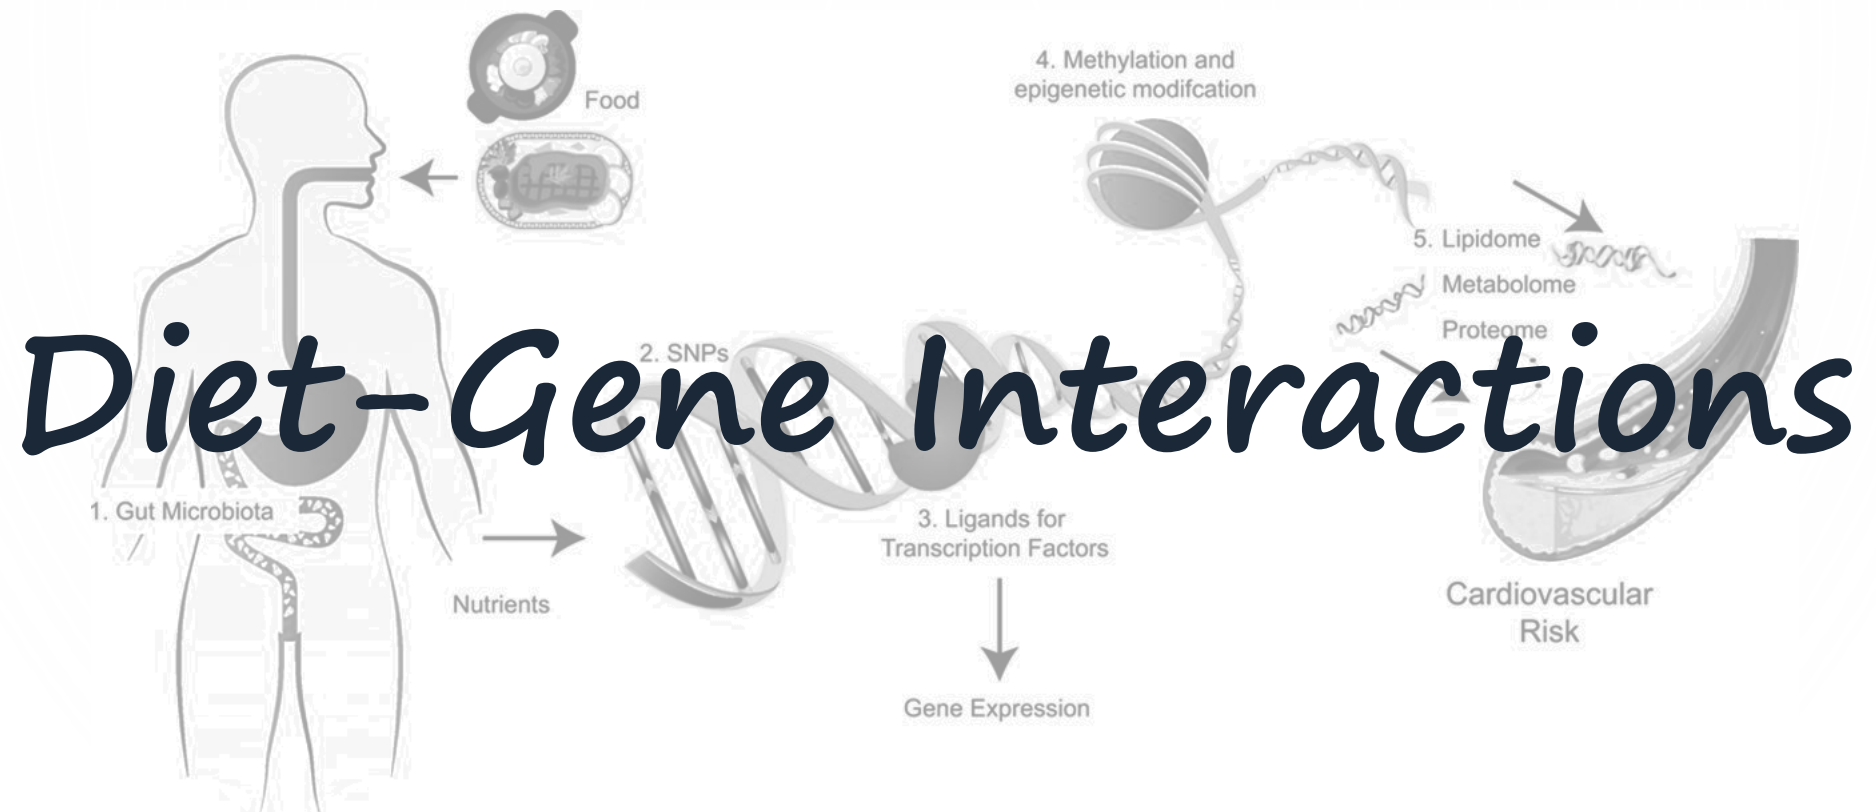 Food
4. Methylation and
epigenetic modifcation
5. Lipidome
Metabolome
Proteome
Diet-Gene Interactions
2. SNPs
1. Gut Microbiota
3. Ligands for
Transcription Factors
Nutrients
Cardiovascular
Risk
Gene Expression